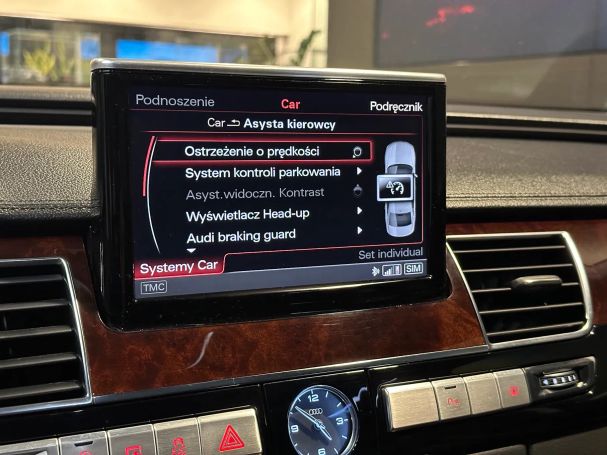 Podnoszenie
Car
Podręcznik
Car Asysta kierowcy
Ostrzeżenie o prędkości
System kontroli parkowania
Asyst.widoczn. Kontrast
Wyświetlacz Head-up
Audi braking guard
Set individual
Systemy Car
SIM
TMC
12